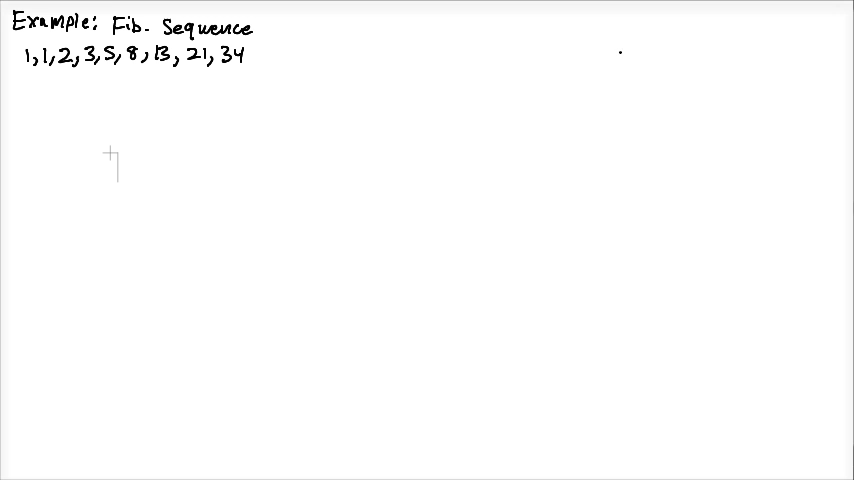 Example: Fib. Sequence
1, 1, 2, 3, 5, 8, 13, 21, 34